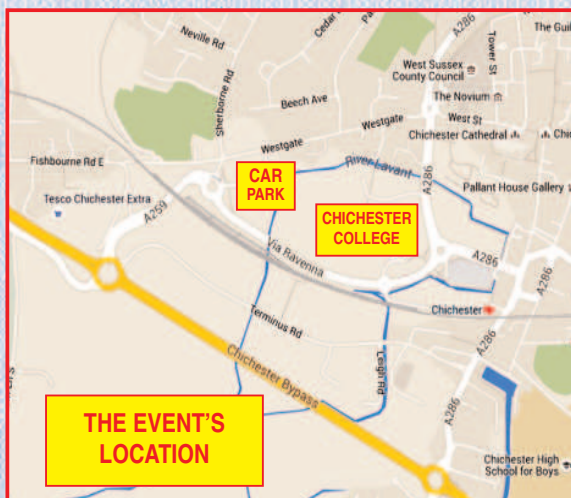 Neville Rd
Cedar
A286
The Guil
Tower St
West Sussex
County Council
Sherborne Rd
Beech Ave
The Novium
Westgate
West St
Westgate
Chichester Cathedral
Fishbourne Rd E
River Lavant
CAR
PARK
A286
Pallant House Gallery
Tesco Chichester Extra
A259
CHICHESTER
COLLEGE
Via Ravenna
A286
A286
Chichester
Terminus Rd
A286
Chichester Bypass
Leigh Rd
THE EVENT'S
LOCATION
A286
Chichester High
School for Boys